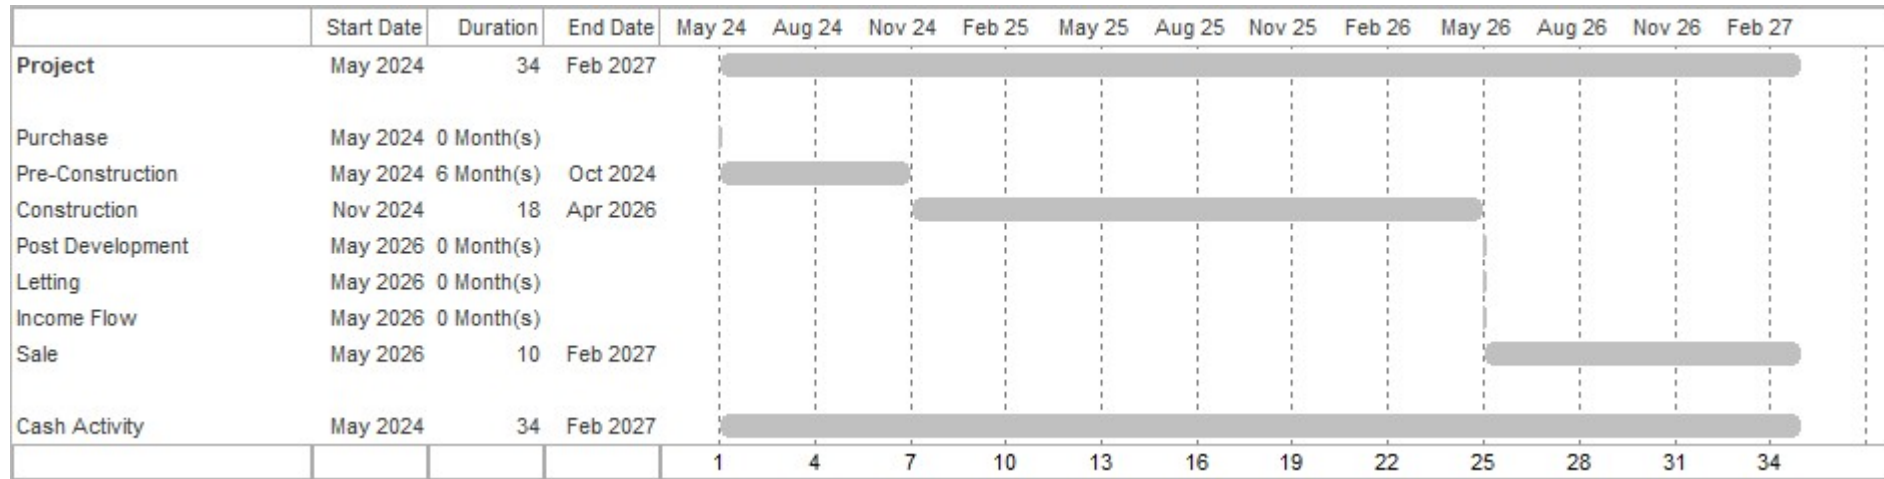 Start Date Duration End Date May 24 Aug 24 Nov 24 Feb 25 May 25 Aug 25 Nov 25 Feb 26 May 26 Aug 26 Nov 26 Feb 27
Project May 2024 34 Feb 2027
Purchase May 2024 0 Month(s)
Pre-Construction May 2024 6 Month(s) Oct 2024
Construction Nov 2024 18 Apr 2026
Post Development May 2026 0 Month(s)
Letting May 2026 0 Month(s)
Income Flow May 2026 0 Month(s)
Sale May 2026 10 Feb 2027
Cash Activity May 2024 34 Feb 2027
1 4 7 10 13 16 19 22 25 28 31 34